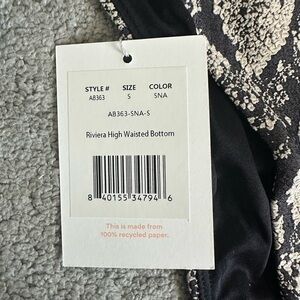 STYLE # SIZE COLOR
AB363 S SNA
AB363-SNA-S
Riviera High Waisted Bottom
8 40155 34794 6
This is made from
100% recycled paper.